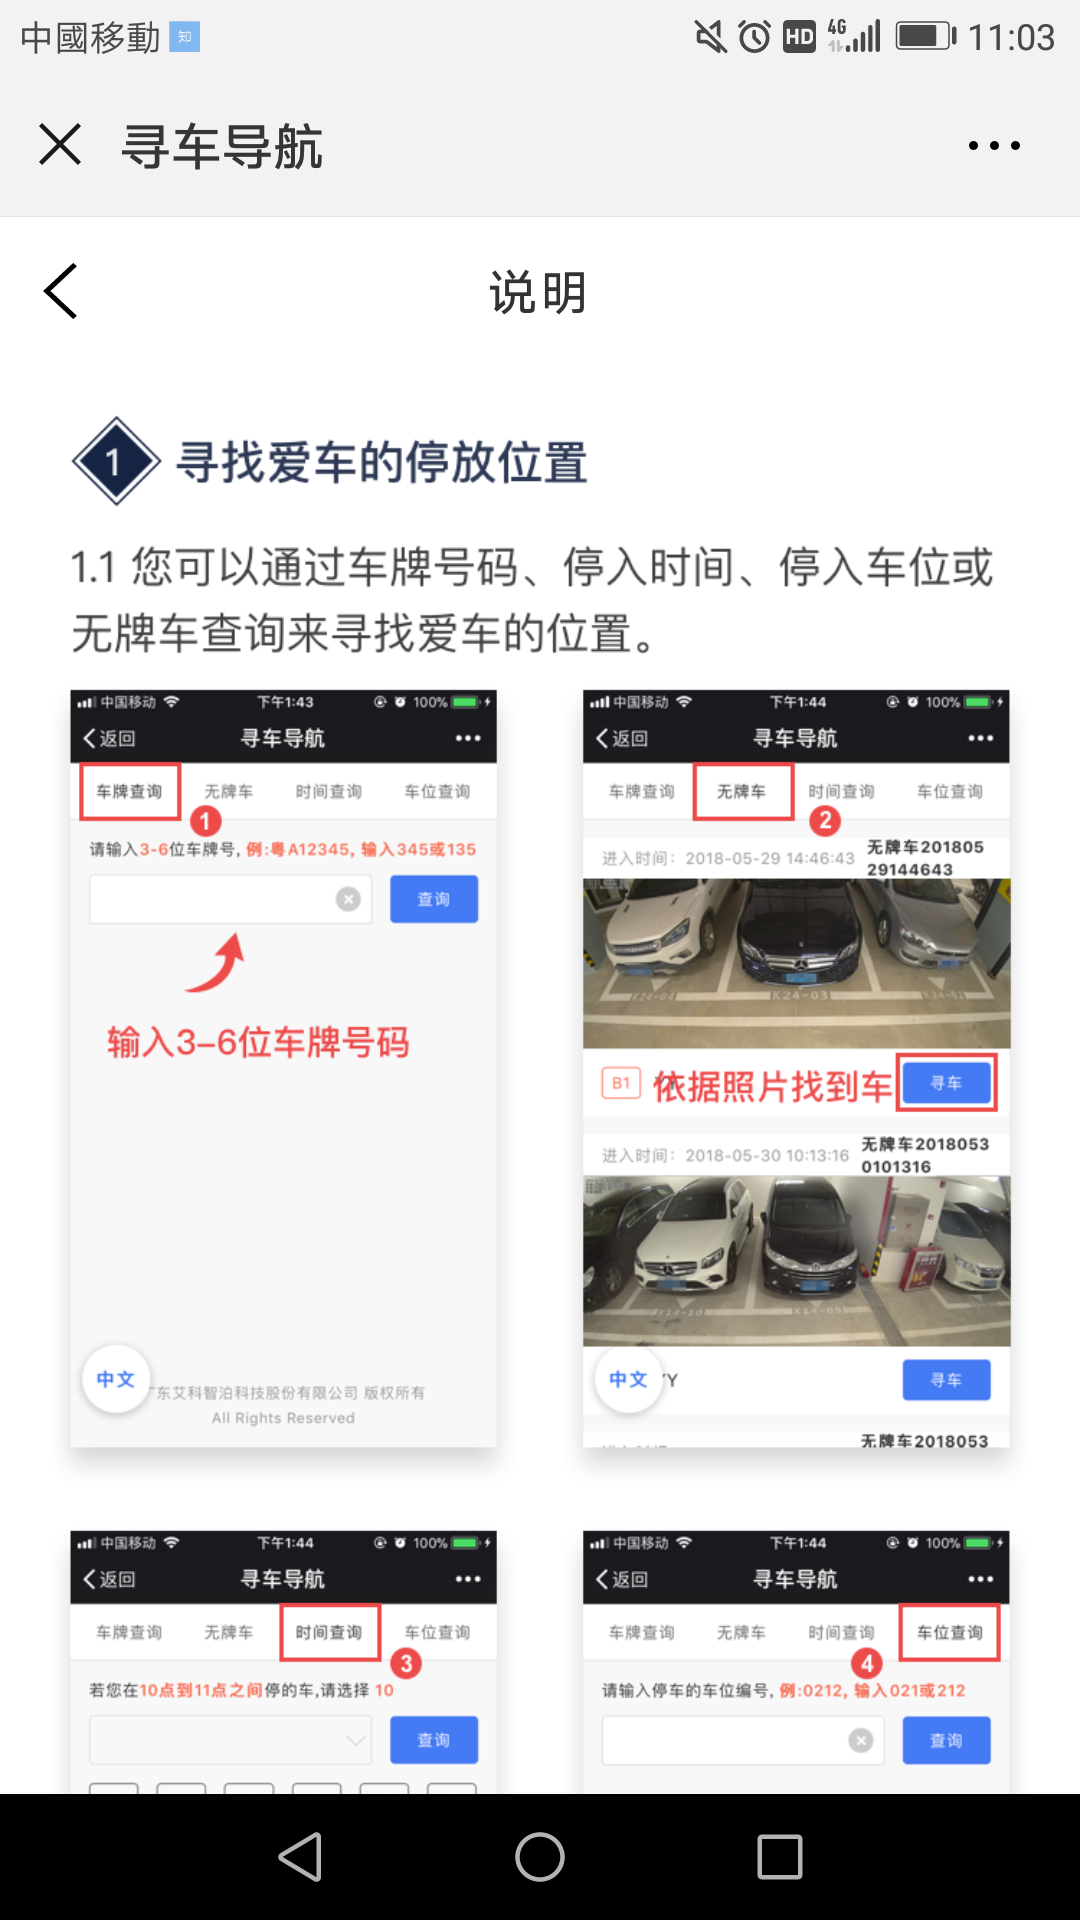 中國移動 知 HD 4G 11:03
寻车导航
说明
1 寻找爱车的停放位置
1.1 您可以通过车牌号码、停入时间、停入车位或
无牌车查询来寻找爱车的位置。
中国移动 下午1:43 100%
返回 寻车导航
车牌查询 无牌车 时间查询 车位查询
1
请输入3-6位车牌号, 例:粤A12345, 输入345或135
查询
输入3-6位车牌号码
中文
东艾科智泊科技股份有限公司 版权所有
All Rights Reserved
中国移动 下午1:44 100%
返回 寻车导航
车牌查询 无牌车 时间查询 车位查询
2
进入时间: 2018-05-29 14:46:43 无牌车201805
29144643
K24-04 K24-03 K24-02
B1 依据照片找到车 寻车
进入时间: 2018-05-30 10:13:16 无牌车2018053
0101316
中文 Y 寻车
无牌车2018053
中国移动 下午1:44 100%
返回 寻车导航
车牌查询 无牌车 时间查询 车位查询
3
若您在10点到11点之间停的车,请选择 10
查询
中国移动 下午1:44 100%
返回 寻车导航
车牌查询 无牌车 时间查询 车位查询
4
请输入停车的车位编号, 例:0212, 输入021或212
查询